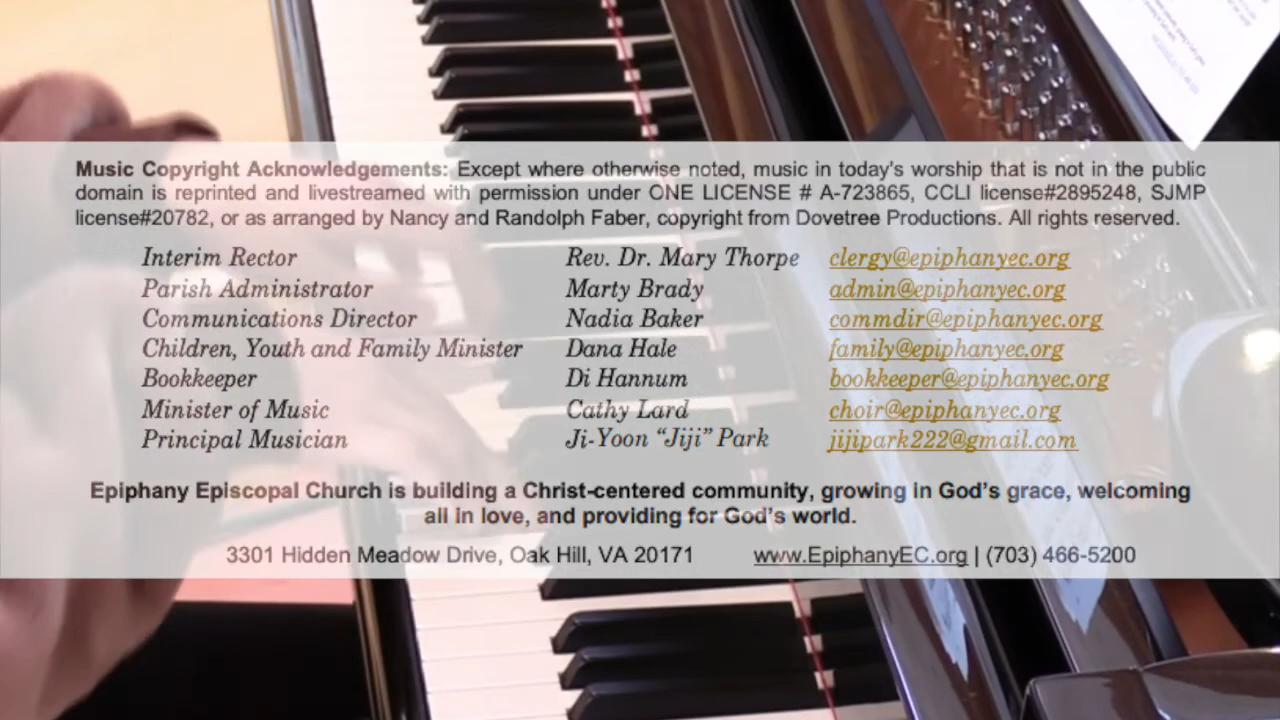 Music Copyright Acknowledgements: Except where otherwise noted, music in today's worship that is not in the public
domain is reprinted and livestreamed with permission under ONE LICENSE # A-723865, CCLI license#2895248, SJMP
license#20782, or as arranged by Nancy and Randolph Faber, copyright from Dovetree Productions. All rights reserved.
Interim Rector Rev. Dr. Mary Thorpe clergy@epiphanyec.org
Parish Administrator Marty Brady admin@epiphanyec.org
Communications Director Nadia Baker commdir@epiphanyec.org
Children, Youth and Family Minister Dana Hale family@epiphanyec.org
Bookkeeper Di Hannum bookkeeper@epiphanyec.org
Minister of Music Cathy Lard choir@epiphanyec.org
Principal Musician Ji-Yoon “Jiji” Park jijipark222@gmail.com
Epiphany Episcopal Church is building a Christ-centered community, growing in God’s grace, welcoming
all in love, and providing for God’s world.
3301 Hidden Meadow Drive, Oak Hill, VA 20171 www.EpiphanyEC.org | (703) 466-5200